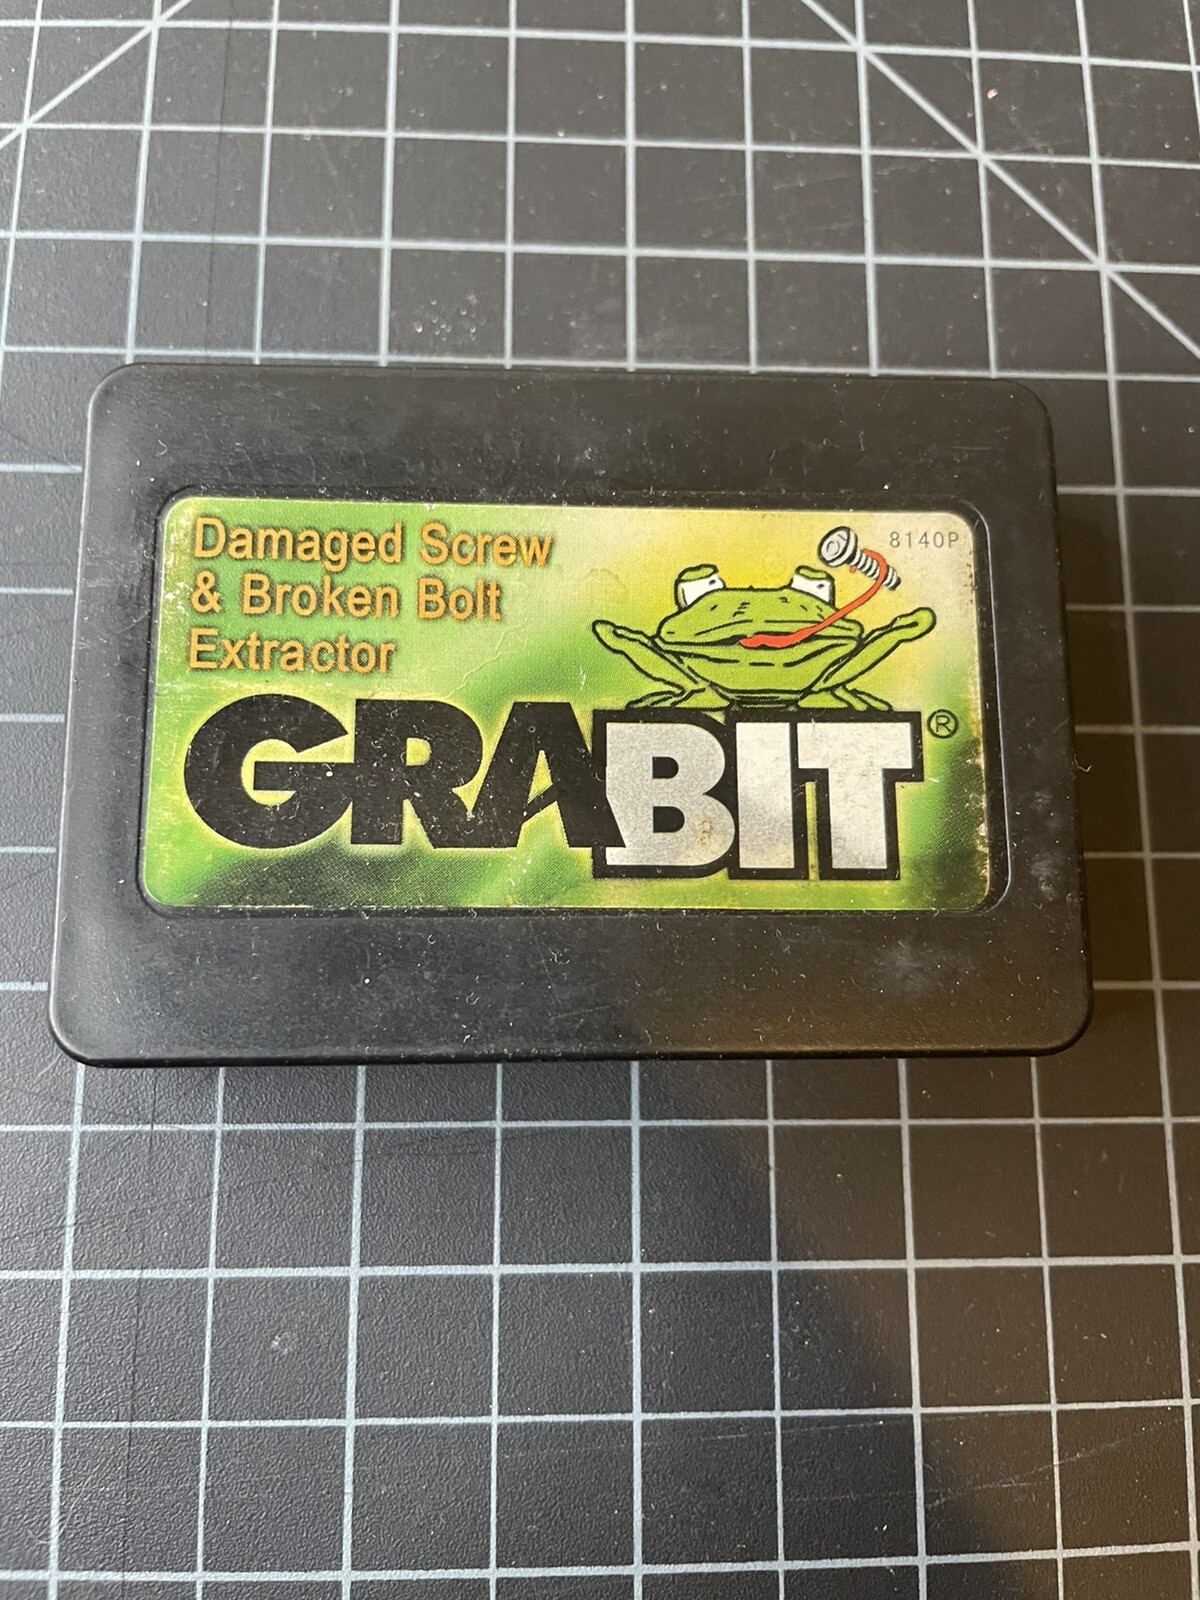 Damaged Screw
& Broken Bolt
Extractor
8140P
GRABIT®